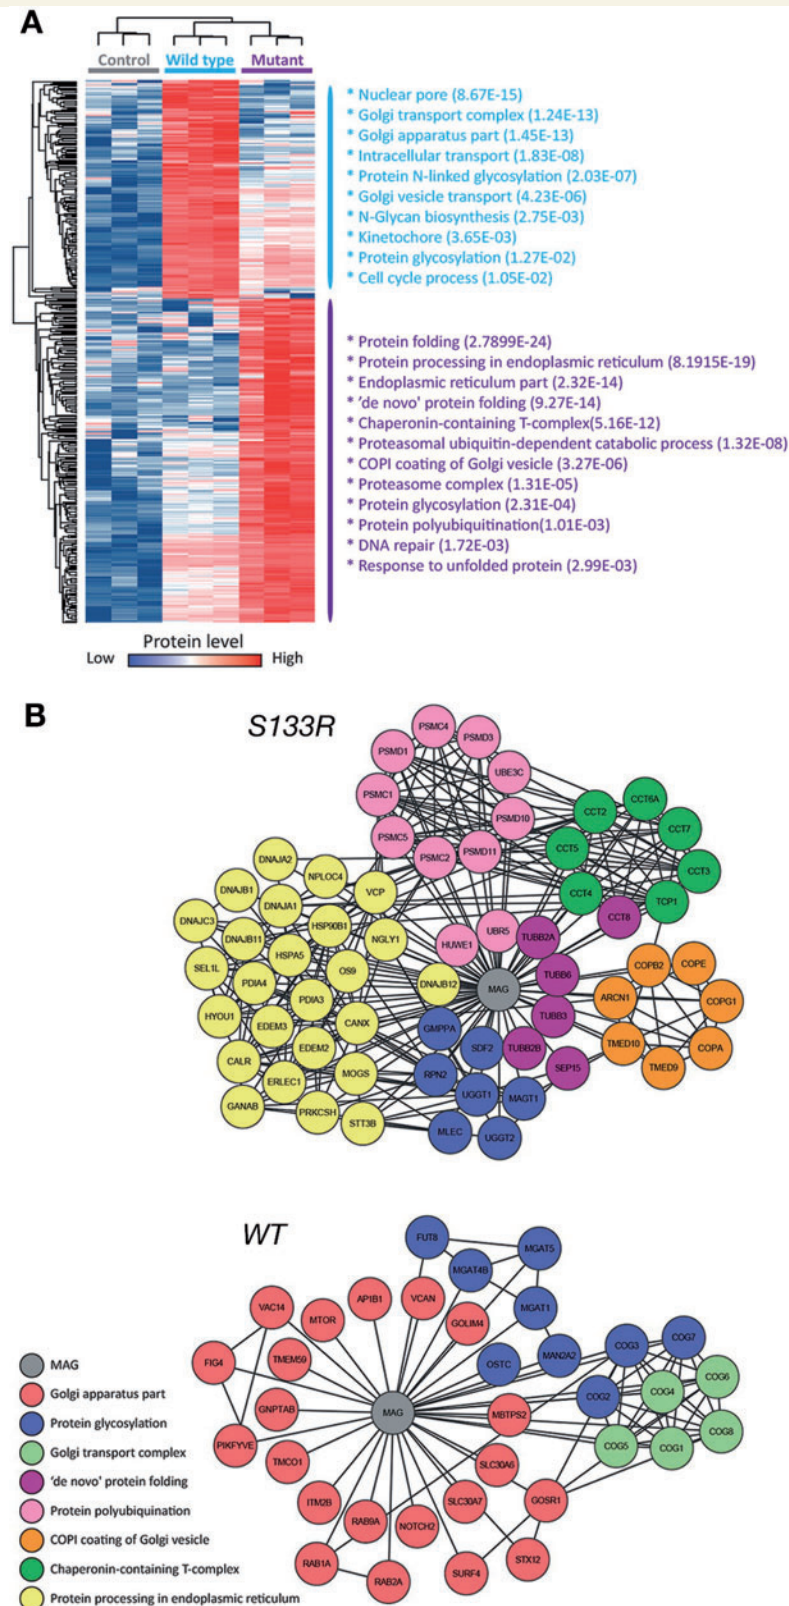 A
Control
Wild type
Mutant
* Nuclear pore (8.67E-15)
* Golgi transport complex (1.24E-13)
* Golgi apparatus part (1.45E-13)
* Intracellular transport (1.83E-08)
* Protein N-linked glycosylation (2.03E-07)
* Golgi vesicle transport (4.23E-06)
* N-Glycan biosynthesis (2.75E-03)
* Kinetochore (3.65E-03)
* Protein glycosylation (1.27E-02)
* Cell cycle process (1.05E-02)
* Protein folding (2.7899E-24)
* Protein processing in endoplasmic reticulum (8.1915E-19)
* Endoplasmic reticulum part (2.32E-14)
* 'de novo' protein folding (9.27E-14)
* Chaperonin-containing T-complex(5.16E-12)
* Proteasomal ubiquitin-dependent catabolic process (1.32E-08)
* COPI coating of Golgi vesicle (3.27E-06)
* Proteasome complex (1.31E-05)
* Protein glycosylation (2.31E-04)
* Protein polyubiquitination(1.01E-03)
* DNA repair (1.72E-03)
* Response to unfolded protein (2.99E-03)
Protein level
Low
High
B
S133R
PSMC4
PSMD3
PSMD1
UBE3C
PSMC1
PSMD10
PSMC5
PSMC2
PSMD11
CCT6A
CCT2
CCT7
CCT5
CCT3
CCT4
TCP1
CCT8
DNAJA2
NPLOC4
VCP
DNAJB1
DNAJA1
DNAJC3
HSP90B1
NGLY1
DNAJB11
HSPA5
HUWE1
UBR5
TUBB2A
SEL1L
OS9
PDIA4
DNAJB12
MAG
TUBB6
COPB2
COPE
ARCN1
COPG1
HYOU1
PDIA3
EDEM3
CANX
GMPPA
TUBB3
EDEM2
SDF2
TUBB2B
TMED10
COPA
CALR
ERLEC1
MOGS
RPN2
SEP15
TMED9
GANAB
PRKCSH
STT3B
UGGT1
MAGT1
MLEC
UGGT2
WT
FUT8
MGAT5
MGAT4B
VAC14
MTOR
AP1B1
VCAN
GOLIM4
MGAT1
FIG4
TMEM59
OSTC
MAN2A2
COG3
COG7
COG6
COG4
COG2
GNPTAB
MAG
MBTPS2
COG8
COG5
COG1
PIKFYVE
TMCO1
SLC30A6
ITM2B
SLC30A7
GOSR1
RAB9A
NOTCH2
RAB1A
RAB2A
SURF4
STX12
MAG
Golgi apparatus part
Protein glycosylation
Golgi transport complex
'de novo' protein folding
Protein polyubiquination
COPI coating of Golgi vesicle
Chaperonin-containing T-complex
Protein processing in endoplasmic reticulum